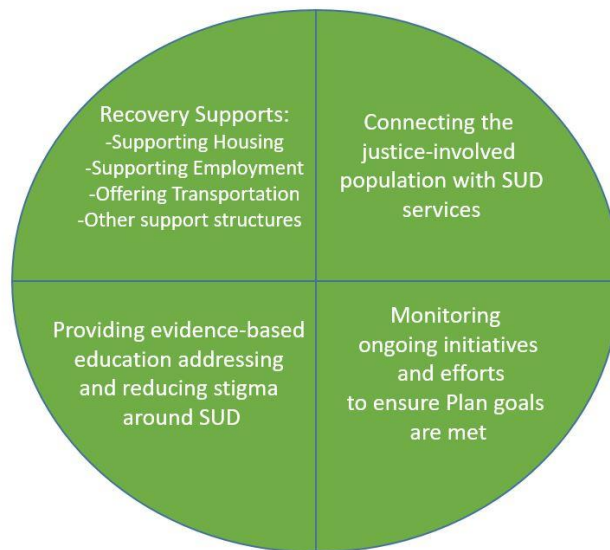 Recovery Supports:
-Supporting Housing
-Supporting Employment
-Offering Transportation
-Other support structures
Connecting the
justice-involved
population with SUD
services
Providing evidence-based
education addressing
and reducing stigma
around SUD
Monitoring
ongoing initiatives
and efforts
to ensure Plan goals
are met